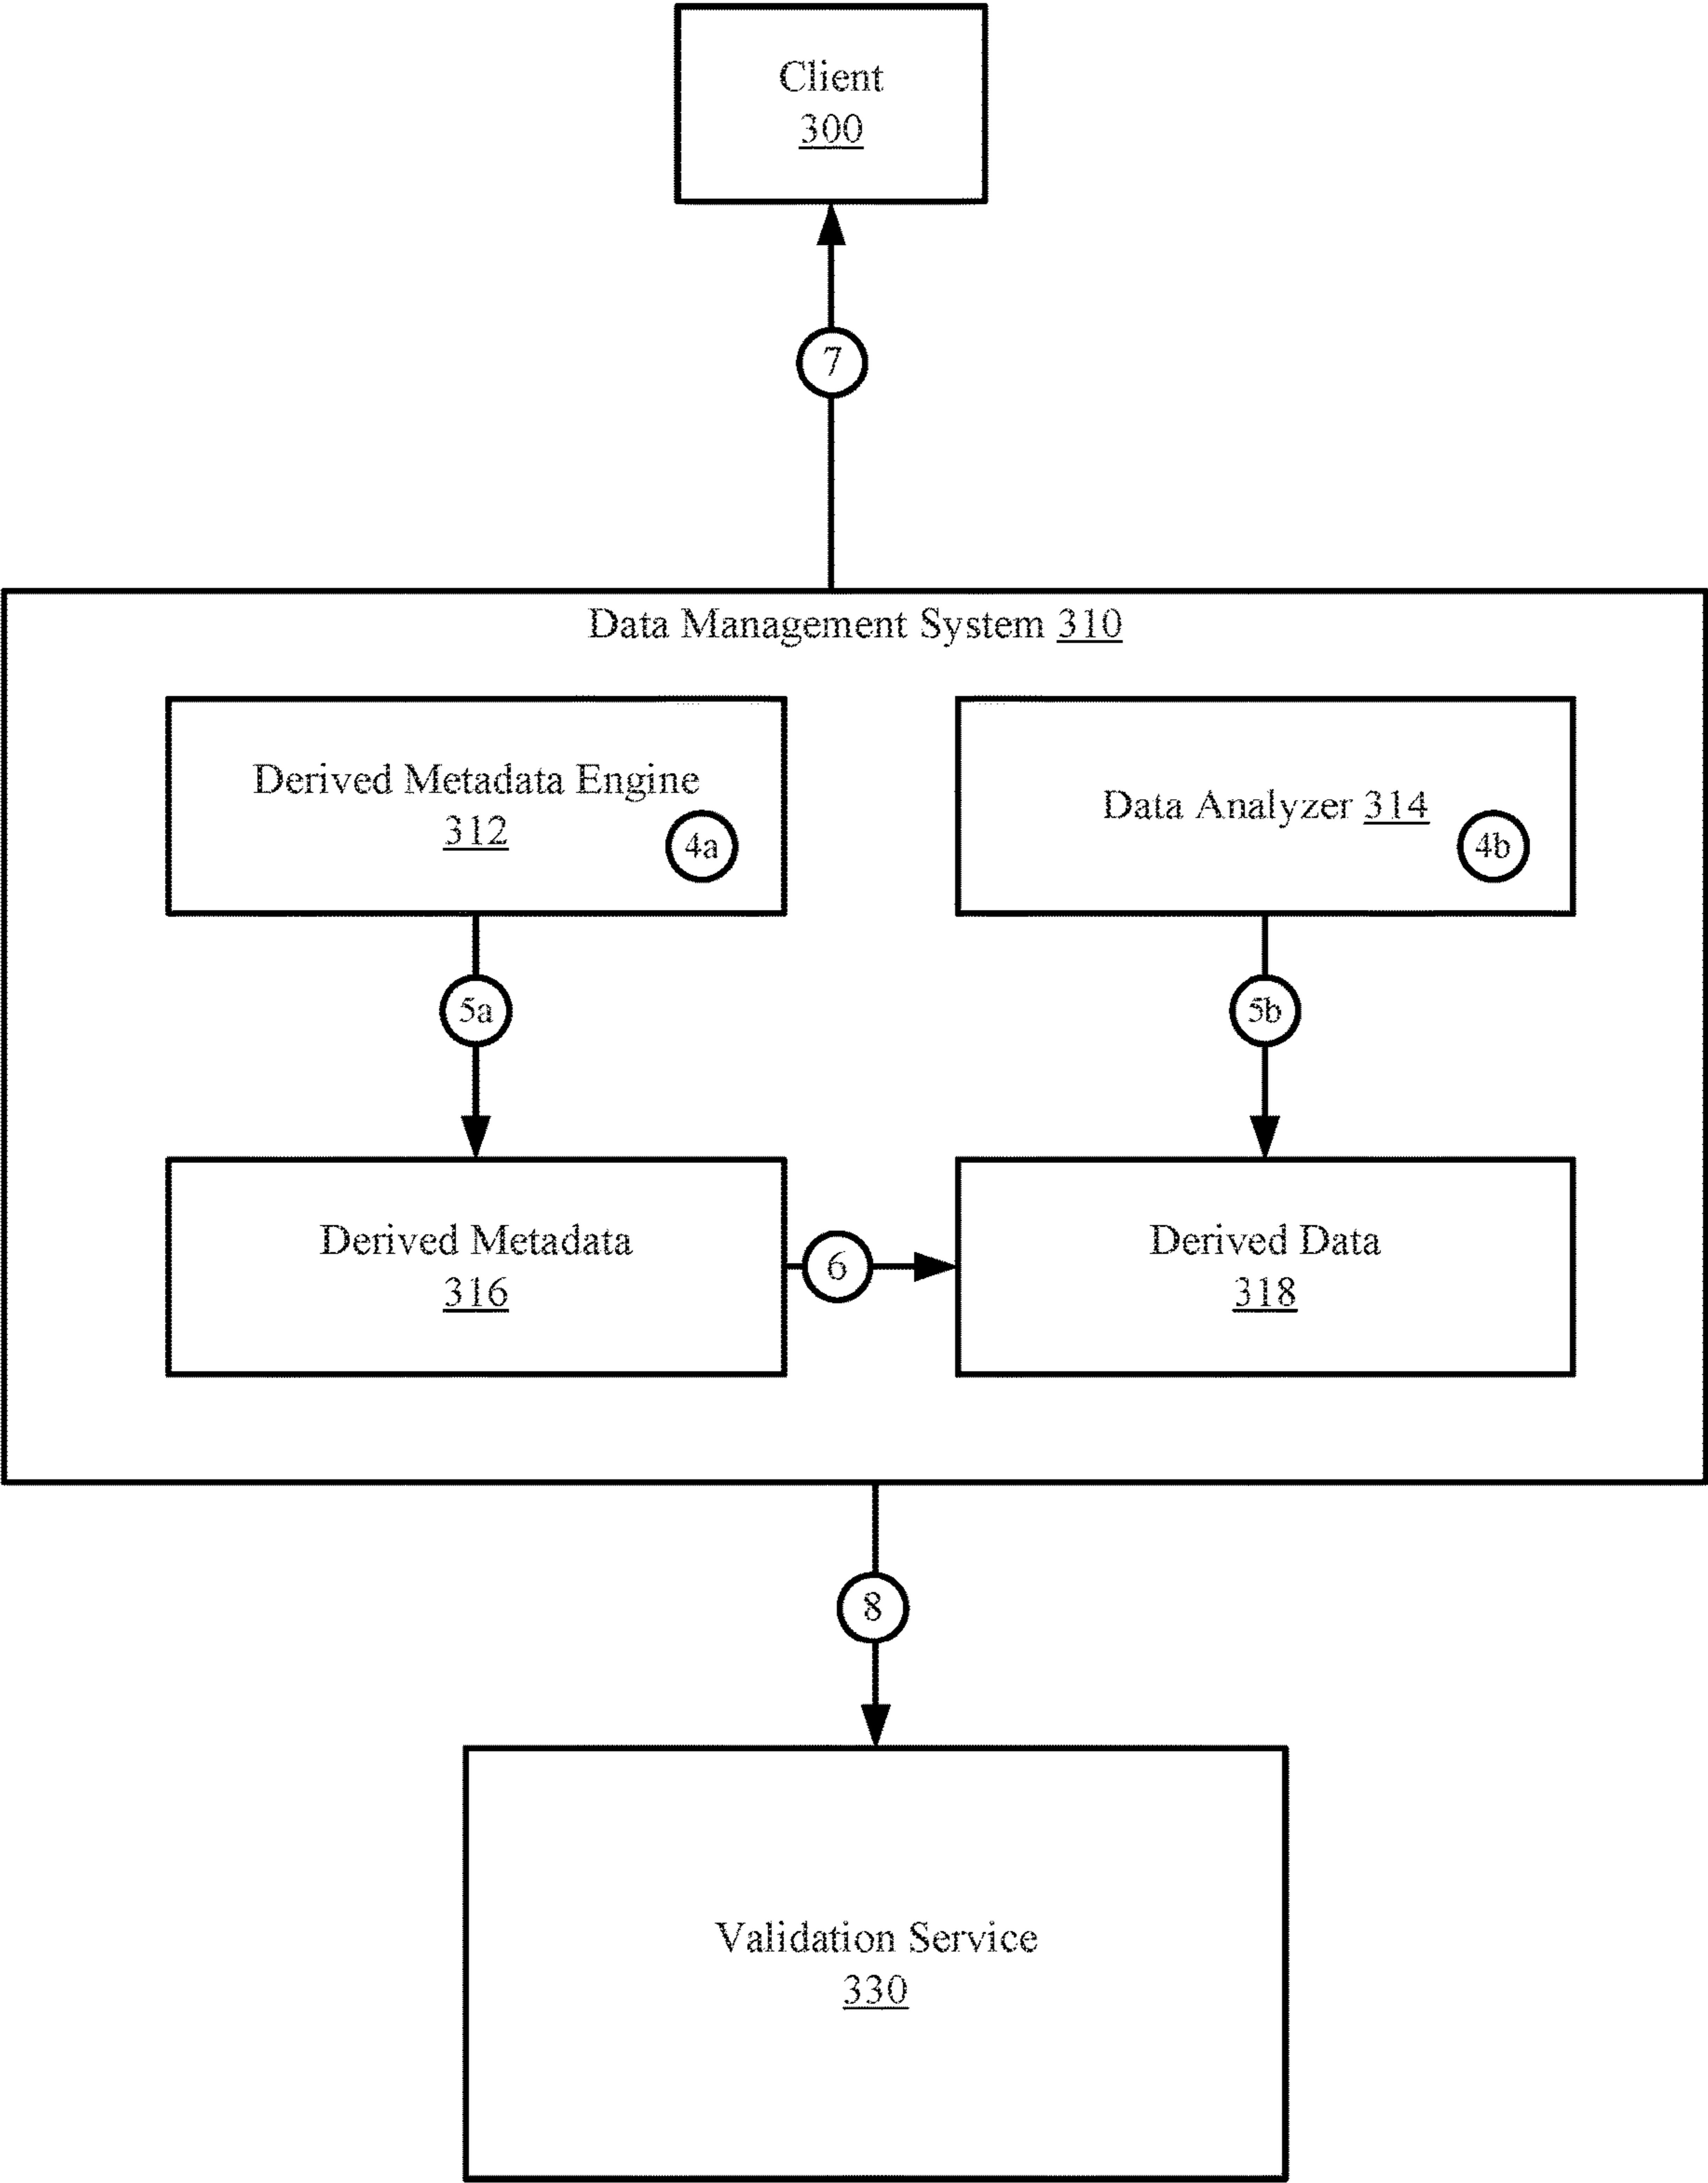 Client
300
7
Data Management System 310
Derived Metadata Engine
312
4a
Data Analyzer 314
4b
5a
5b
Derived Metadata
316
6
Derived Data
318
8
Validation Service
330